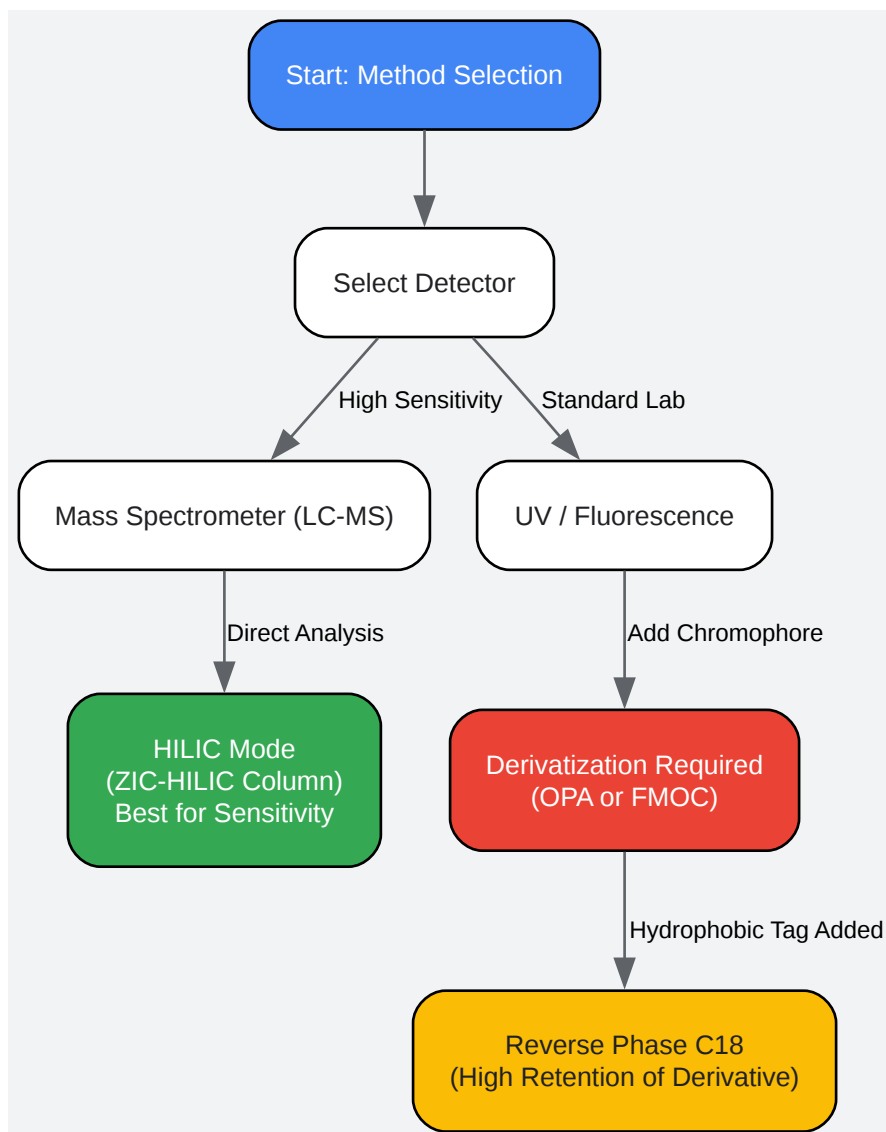 Start: Method Selection
Select Detector
High Sensitivity
Standard Lab
Mass Spectrometer (LC-MS)
UV / Fluorescence
Direct Analysis
Add Chromophore
HILIC Mode
(ZIC-HILIC Column)
Best for Sensitivity
Derivatization Required
(OPA or FMOC)
Hydrophobic Tag Added
Reverse Phase C18
(High Retention of Derivative)